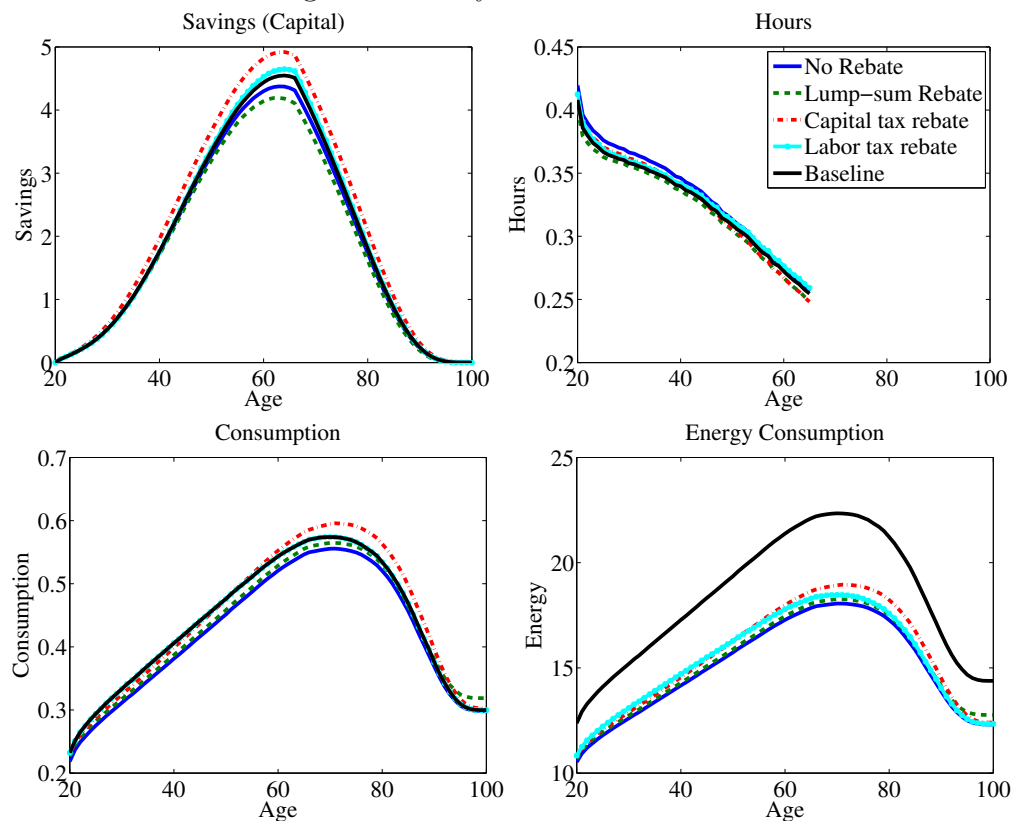 Savings (Capital)
5
4
3
2
1
0
20
40
60
80
100
Savings
Age
Hours
0.45
0.4
0.35
0.3
0.25
0.2
20
40
60
80
100
Hours
Age
No Rebate
Lump−sum Rebate
Capital tax rebate
Labor tax rebate
Baseline
Consumption
0.7
0.6
0.5
0.4
0.3
0.2
20
40
60
80
100
Consumption
Age
Energy Consumption
25
20
15
10
20
40
60
80
100
Energy
Age